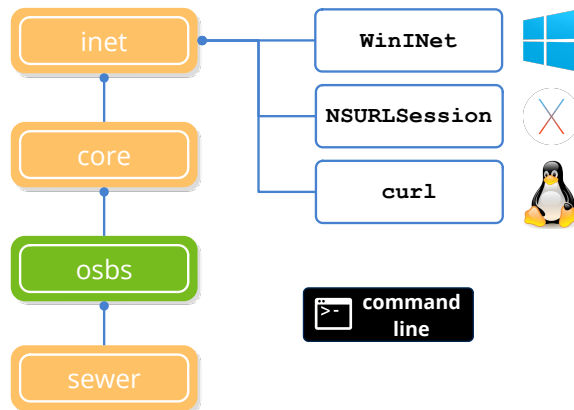 inet
WinINet
NSURLSession
core
curl
osbs
>-
command
line
sewer